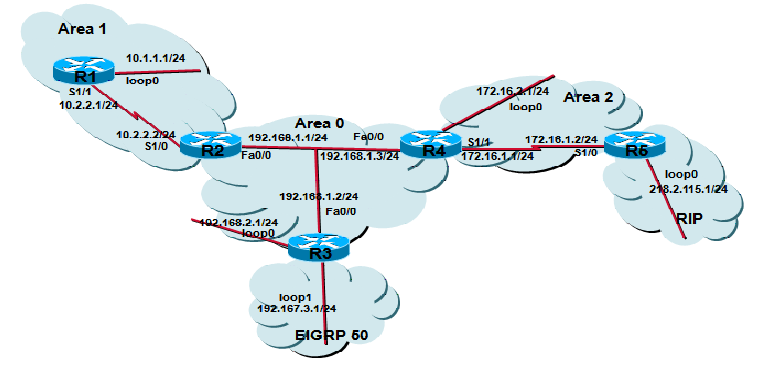 Area 1
10.1.1.1/24
R1
loop0
S1/1
10.2.2.1/24
10.2.2.2/24
S1/0
R2
Fa0/0
Area 0
192.168.1.1/24
Fa0/0
192.168.1.3/24
R4
172.16.2.1/24
loop0
Area 2
S1/1
172.16.1.1/24
172.16.1.2/24
S1/0
R5
loop0
218.2.115.1/24
RIP
192.168.1.2/24
Fa0/0
192.168.2.1/24
loop0
R3
loop1
192.167.3.1/24
EIGRP 50